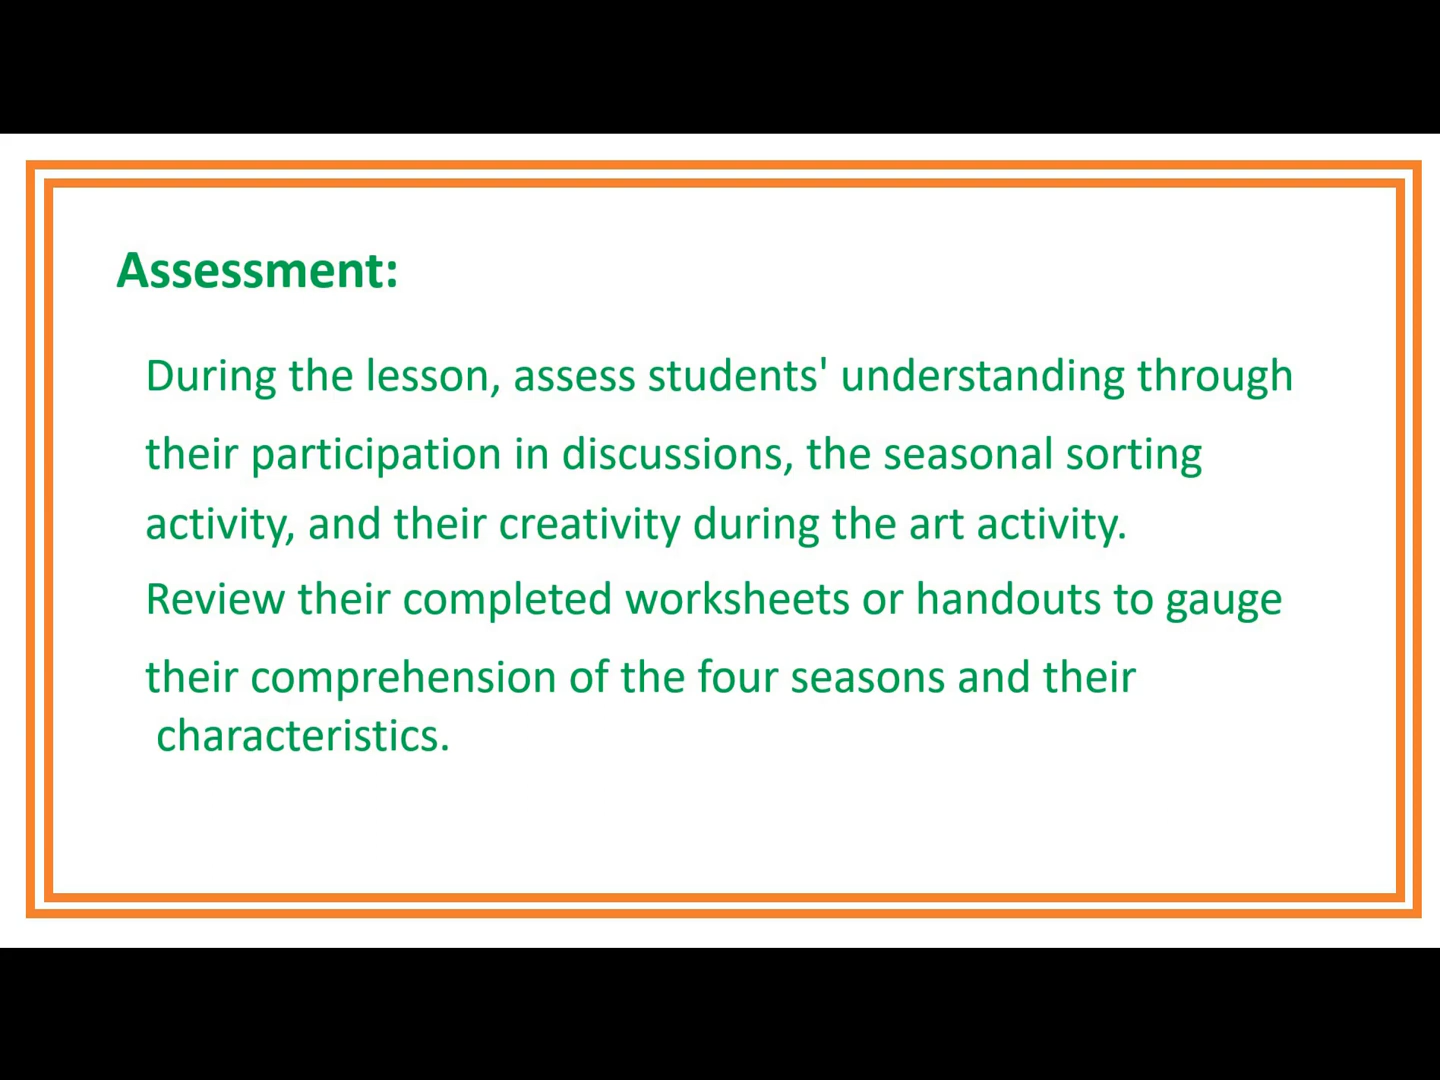 Assessment:
During the lesson, assess students' understanding through
their participation in discussions, the seasonal sorting
activity, and their creativity during the art activity.
Review their completed worksheets or handouts to gauge
their comprehension of the four seasons and their
characteristics.